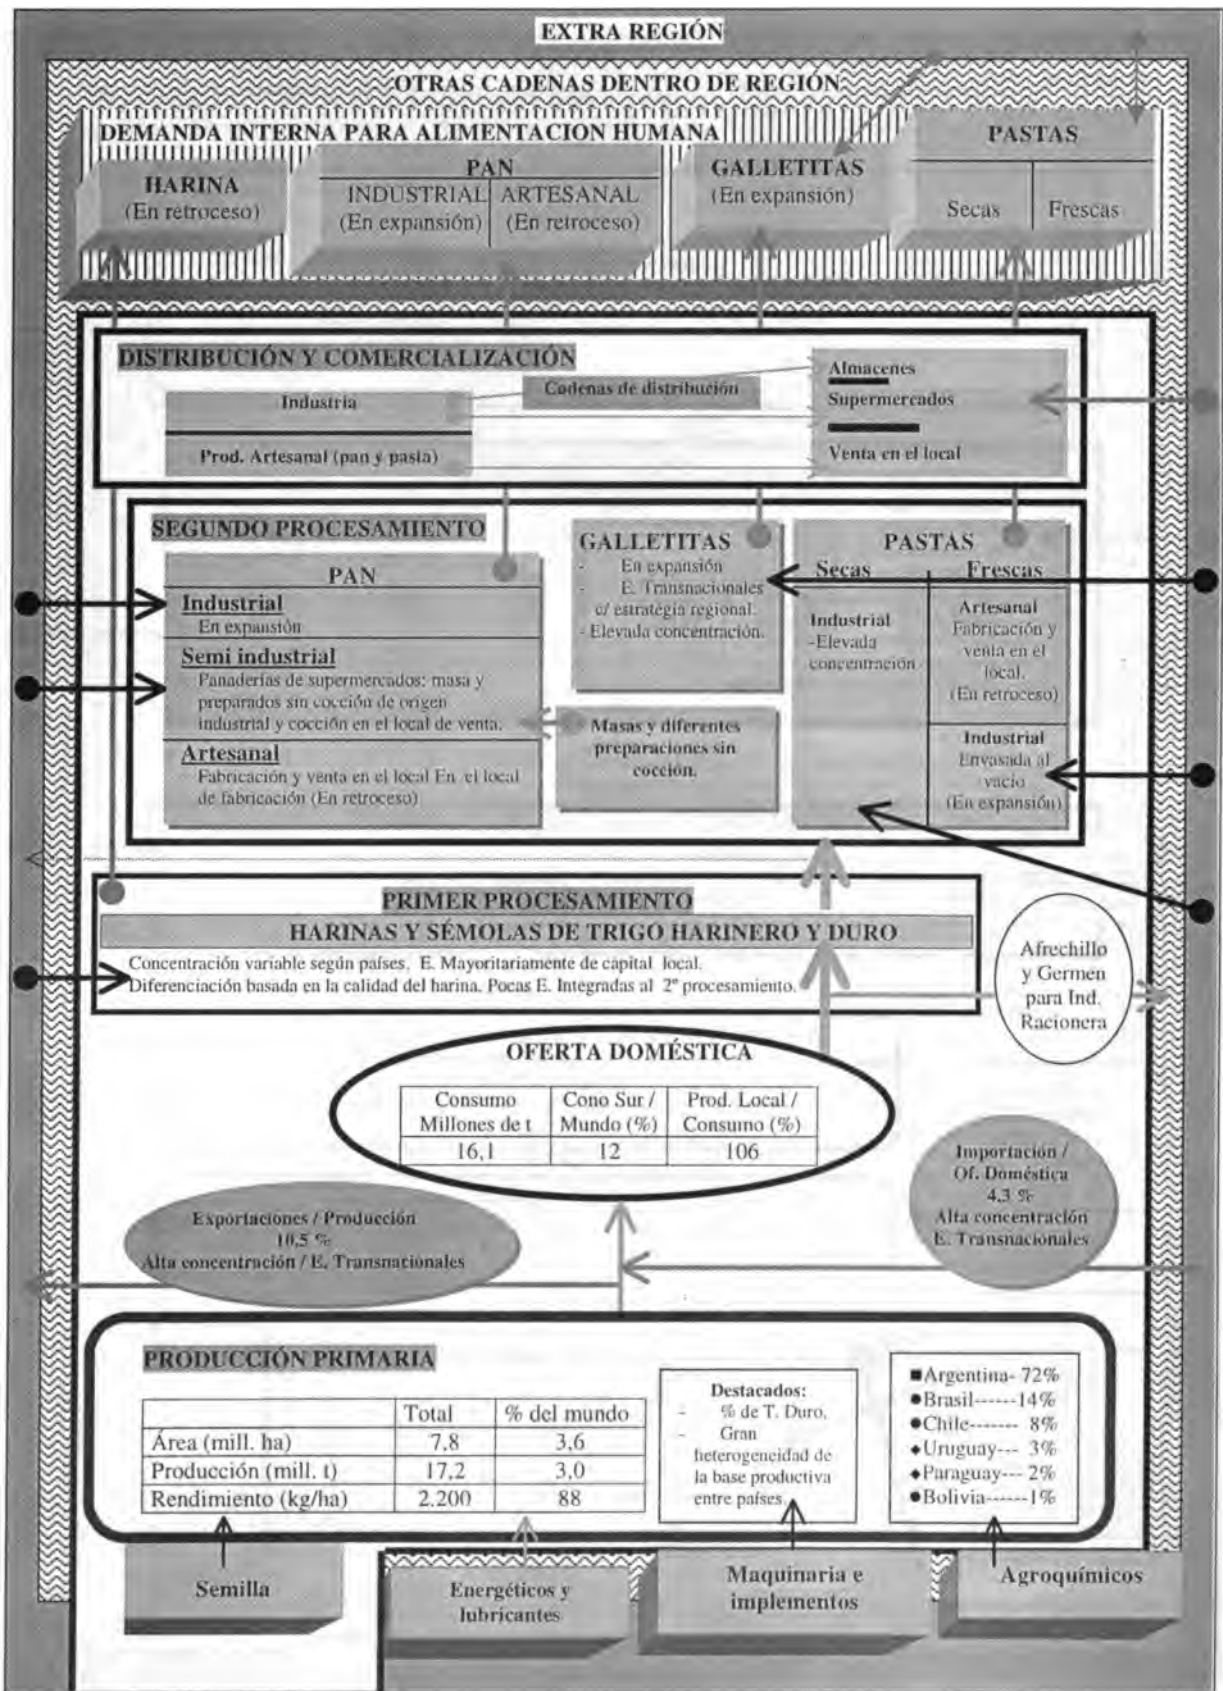 EXTRA REGIÓN
OTRAS CADENAS DENTRO DE REGIÓN
DEMANDA INTERNA PARA ALIMENTACION HUMANA
HARINA
(En retroceso)
PAN
INDUSTRIAL
(En expansión)
ARTESANAL
(En retroceso)
GALLETITAS
(En expansión)
PASTAS
Secas
Frescas
DISTRIBUCIÓN Y COMERCIALIZACIÓN
Industria
Prod. Artesanal (pan y pasta)
Cadenas de distribución
Almacenes
Supermercados
Venta en el local
SEGUNDO PROCESAMIENTO
PAN
Industrial
En expansión
Semi industrial
Panaderías de supermercados: masa y
preparados sin cocción de origen
industrial y cocción en el local de venta.
Artesanal
Fabricación y venta en el local En el local
de fabricación (En retroceso)
GALLETITAS
- En expansión
- E. Transnacionales
c/ estrategia regional.
- Elevada concentración.
Masas y diferentes
preparaciones sin
cocción.
PASTAS
Secas
Frescas
Industrial
-Elevada
concentración
Artesanal
Fabricación y
venta en el
local.
(En retroceso)
Industrial
Envasada al
vacío
(En expansión)
PRIMER PROCESAMIENTO
HARINAS Y SÉMOLAS DE TRIGO HARINERO Y DURO
Concentración variable según países. E. Mayoritariamente de capital local.
Diferenciación basada en la calidad del harina. Pocas E. Integradas al 2º procesamiento.
Afrechillo
y Germen
para Ind.
Racionera
OFERTA DOMÉSTICA
Consumo
Millones de t
Cono Sur /
Mundo (%)
Prod. Local /
Consumo (%)
16,1 12 106
Importación /
Of. Doméstica
4,3 %
Alta concentración
E. Transnacionales
Exportaciones / Producción
10,5 %
Alta concentración / E. Transnacionales
PRODUCCIÓN PRIMARIA
Total % del mundo
Área (mill. ha) 7,8 3,6
Producción (mill. t) 17,2 3,0
Rendimiento (kg/ha) 2.200 88
Destacados:
- % de T. Duro.
- Gran
heterogeneidad de
la base productiva
entre países
■Argentina- 72%
●Brasil------14%
●Chile------- 8%
◆Uruguay--- 3%
◆Paraguay--- 2%
●Bolivia------1%
Semilla
Energéticos y
lubricantes
Maquinaria e
implementos
Agroquímicos